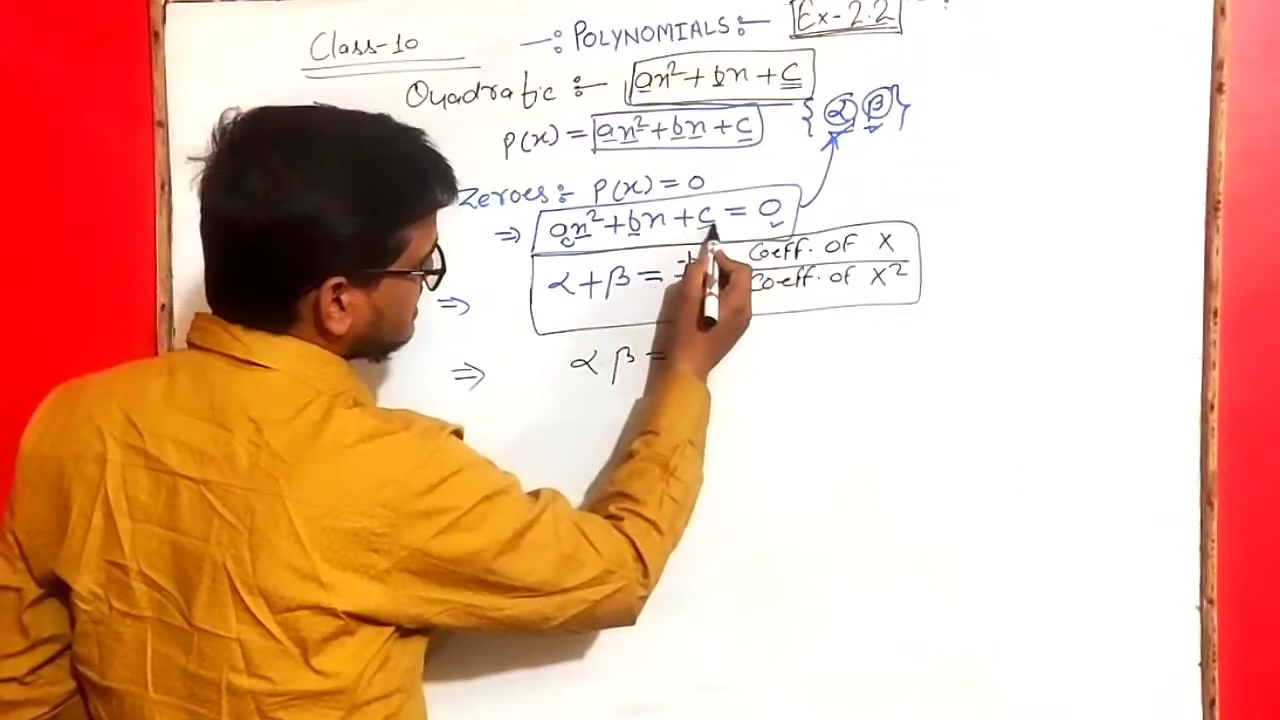 Class-10 —: POLYNOMIALS :— Ex-2.2
Quadratic :— ax²+bx+c
p(x) = ax²+bx+c {α, β}
Zeroes :- P(x) = 0
⇒ ax²+bx+c = 0
⇒ α+β = -b Coeff. of X
Coeff. of X²
⇒ α β =